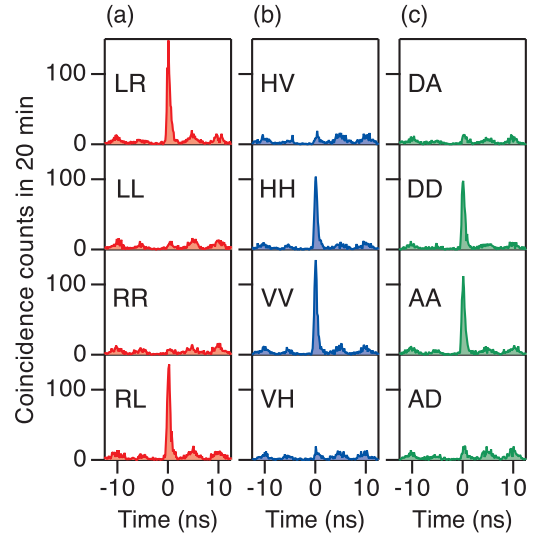 (a) (b) (c)
Coincidence counts in 20 min
100 LR HV DA
0
100 LL HH DD
0
100 RR VV AA
0
100 RL VH AD
0
-10 0 10 -10 0 10 -10 0 10
Time (ns) Time (ns) Time (ns)